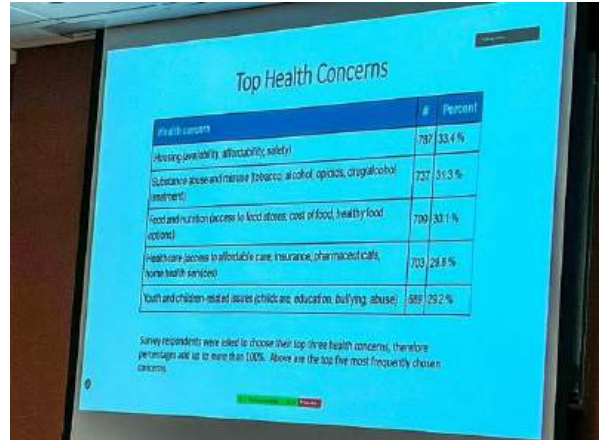 Top Health Concerns
Health concern # Percent
Housing (availability, affordability, safety) 787 33.4 %
Substance abuse and misuse (tobacco, alcohol, opioids, drug/alcohol
treatment) 737 31.3 %
Food and nutrition (access to food stores, cost of food, healthy food
options) 709 30.1 %
Healthcare (access to affordable care, insurance, pharmaceuticals,
home health services) 703 29.8 %
Youth and children-related issues (childcare, education, bullying, abuse) 689 29.2 %
Survey respondents were asked to choose their top three health concerns, therefore
percentages add up to more than 100%. Above are the top five most frequently chosen
concerns.